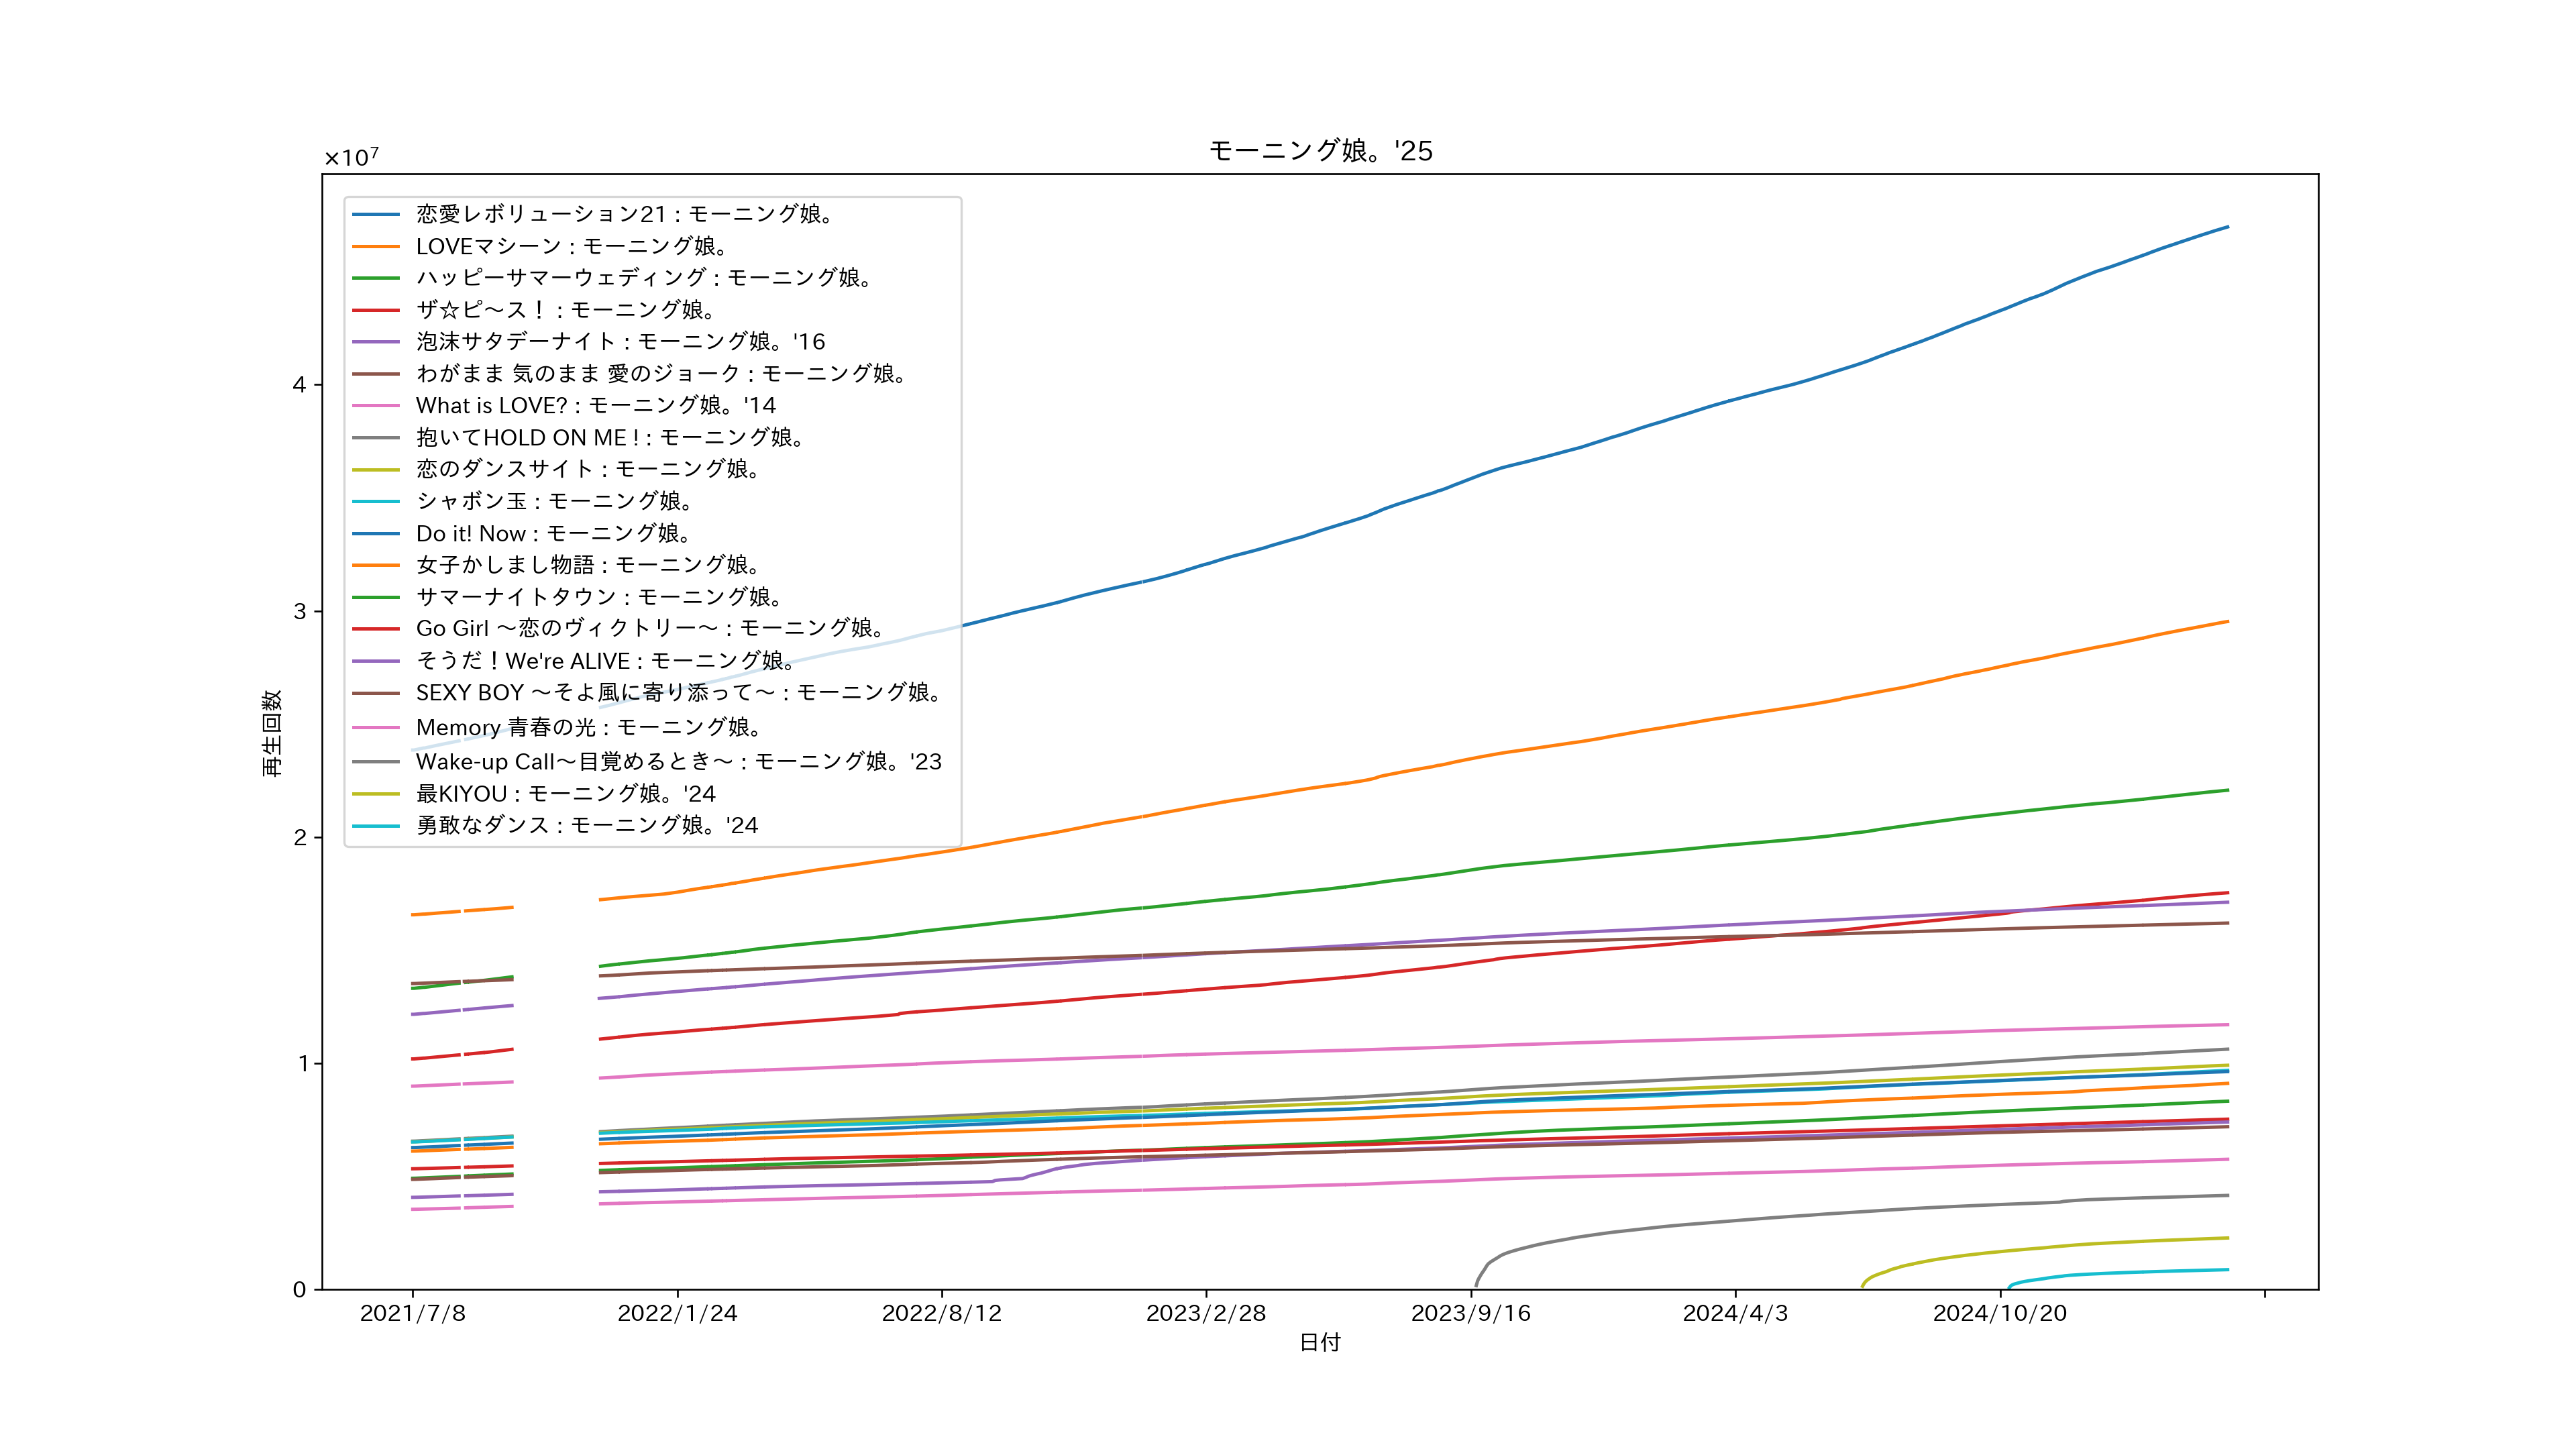 モーニング娘。'25
×10⁷
恋愛レボリューション21 : モーニング娘。
LOVEマシーン : モーニング娘。
ハッピーサマーウェディング : モーニング娘。
ザ☆ピ～ス！ : モーニング娘。
泡沫サタデーナイト : モーニング娘。'16
わがまま 気のまま 愛のジョーク : モーニング娘。
What is LOVE? : モーニング娘。'14
抱いてHOLD ON ME ! : モーニング娘。
恋のダンスサイト : モーニング娘。
シャボン玉 : モーニング娘。
Do it! Now : モーニング娘。
女子かしまし物語 : モーニング娘。
サマーナイトタウン : モーニング娘。
Go Girl ～恋のヴィクトリー～ : モーニング娘。
そうだ！We're ALIVE : モーニング娘。
SEXY BOY ～そよ風に寄り添って～ : モーニング娘。
Memory 青春の光 : モーニング娘。
Wake-up Call～目覚めるとき～ : モーニング娘。'23
最KIYOU : モーニング娘。'24
勇敢なダンス : モーニング娘。'24
再生回数
4
3
2
1
0
2021/7/8 2022/1/24 2022/8/12 2023/2/28 2023/9/16 2024/4/3 2024/10/20
日付